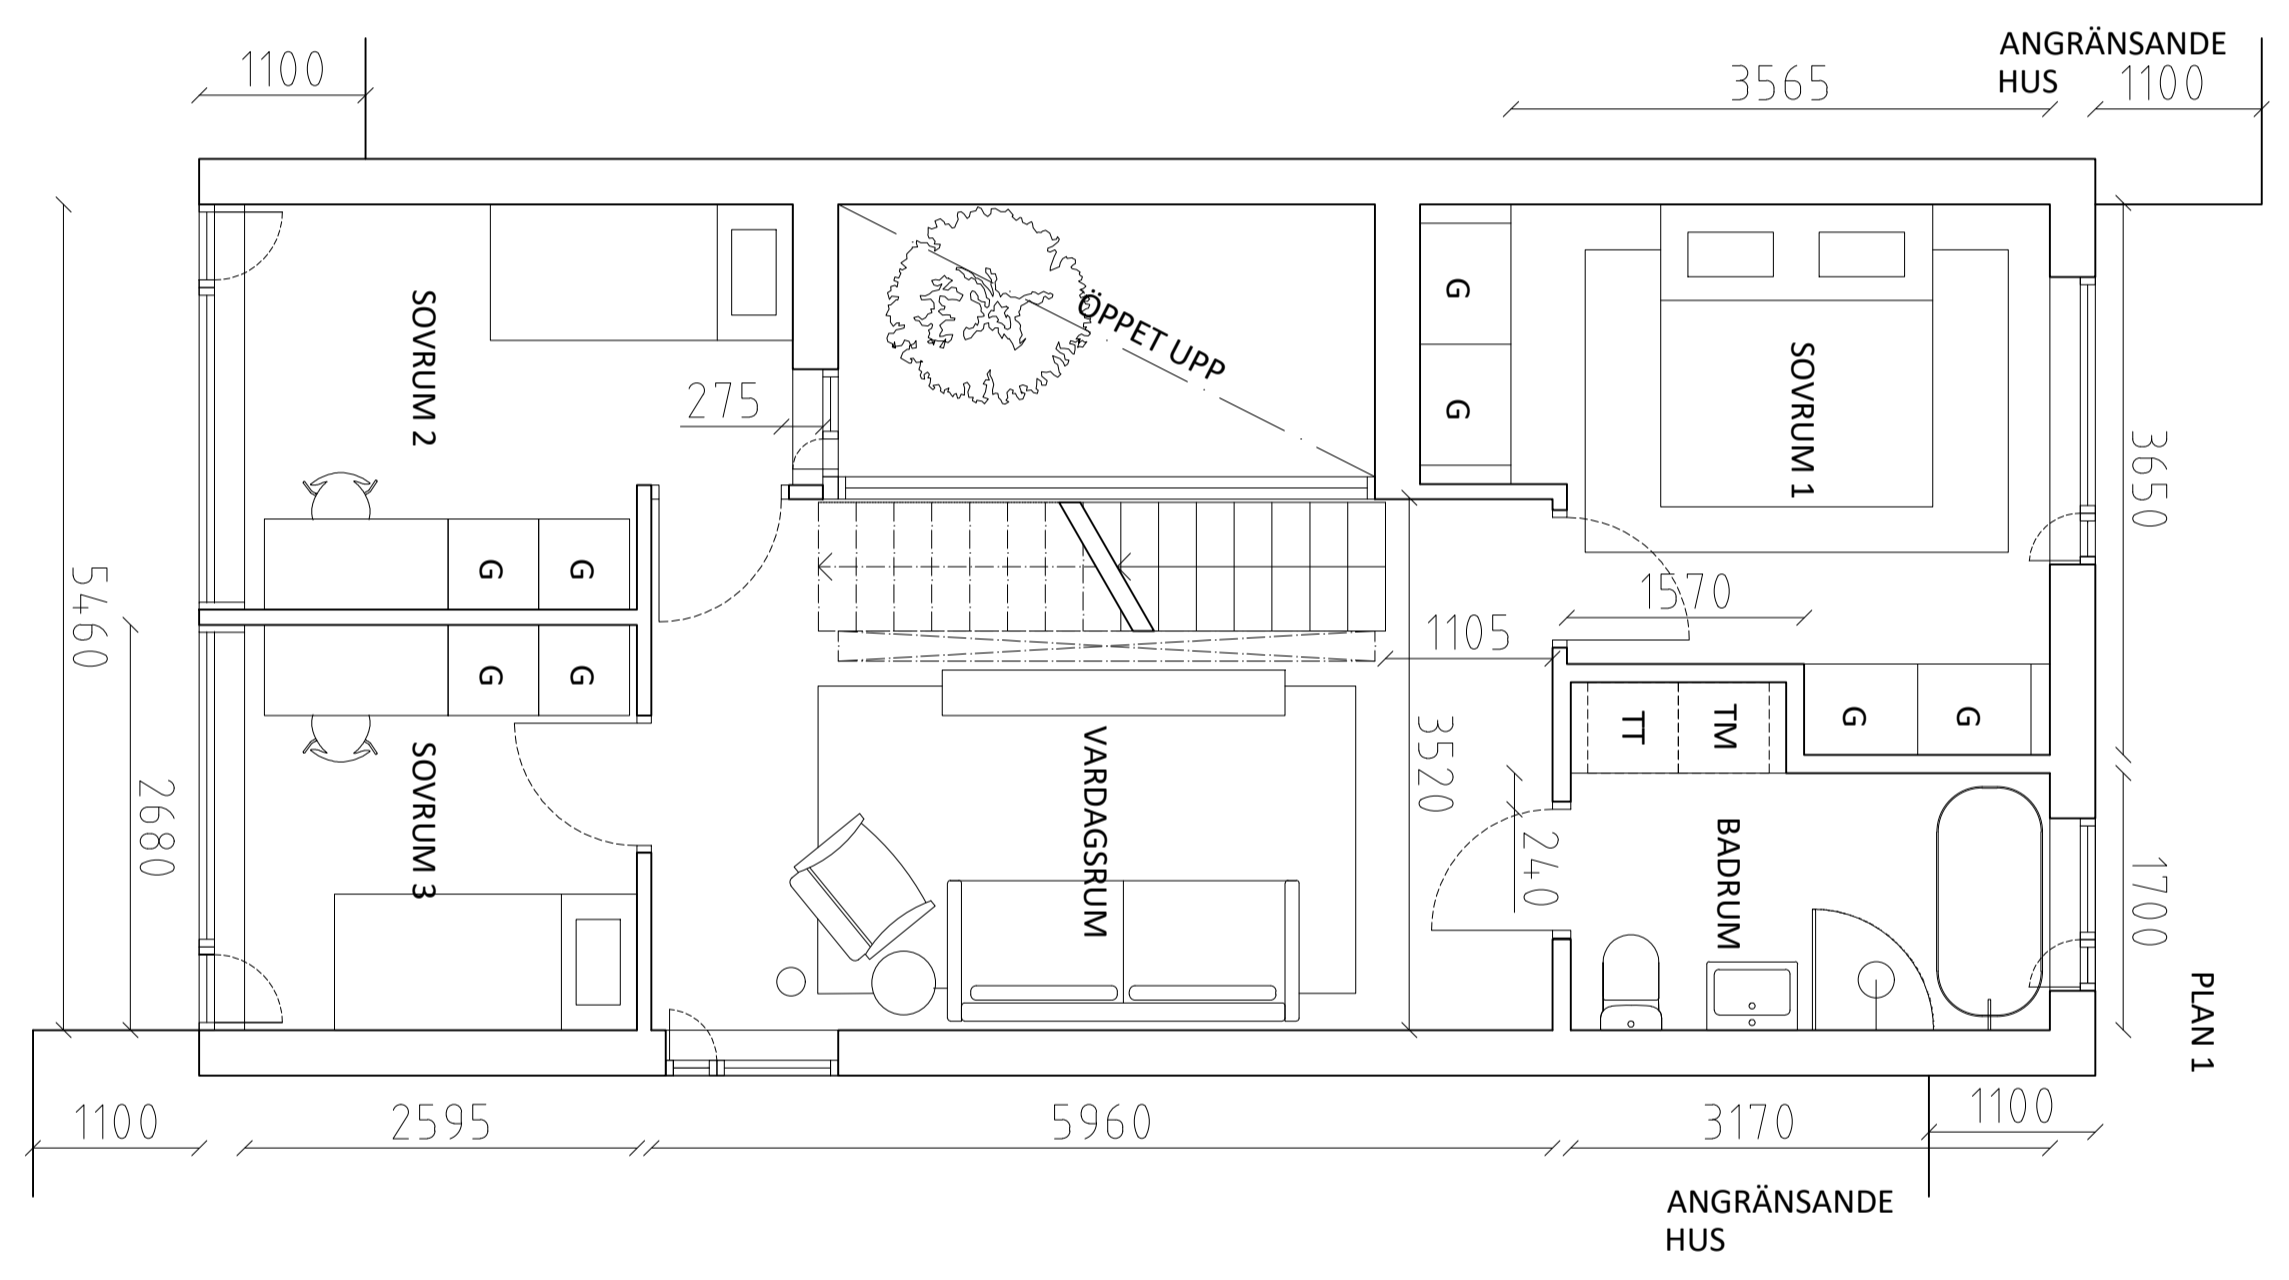 ANGRÄNSANDE
HUS
1100
3565
1100
SOVRUM 2
275
ÖPPET UPP
G
G
SOVRUM 1
3650
5460
G
G
1570
1105
G
G
3520
TT
TM
G
G
SOVRUM 3
2680
VARDAGSRUM
240
BADRUM
1700
PLAN 1
1100
2595
5960
3170
1100
ANGRÄNSANDE
HUS